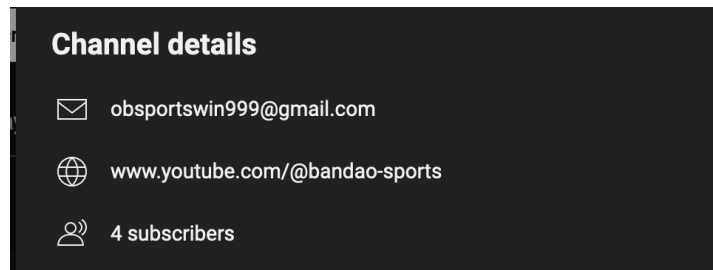 Channel details
obsportswin999@gmail.com
www.youtube.com/@bandao-sports
4 subscribers